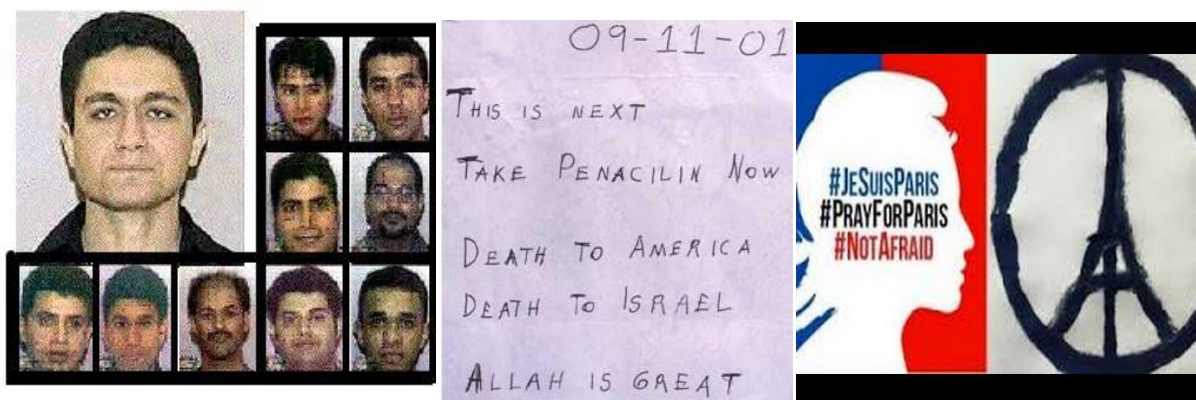 09-11-01
THIS IS NEXT
TAKE PENACILIN NOW
DEATH TO AMERICA
DEATH TO ISRAEL
ALLAH IS GREAT
#JESUISPARIS
#PRAYFORPARIS
#NOTAFRAID